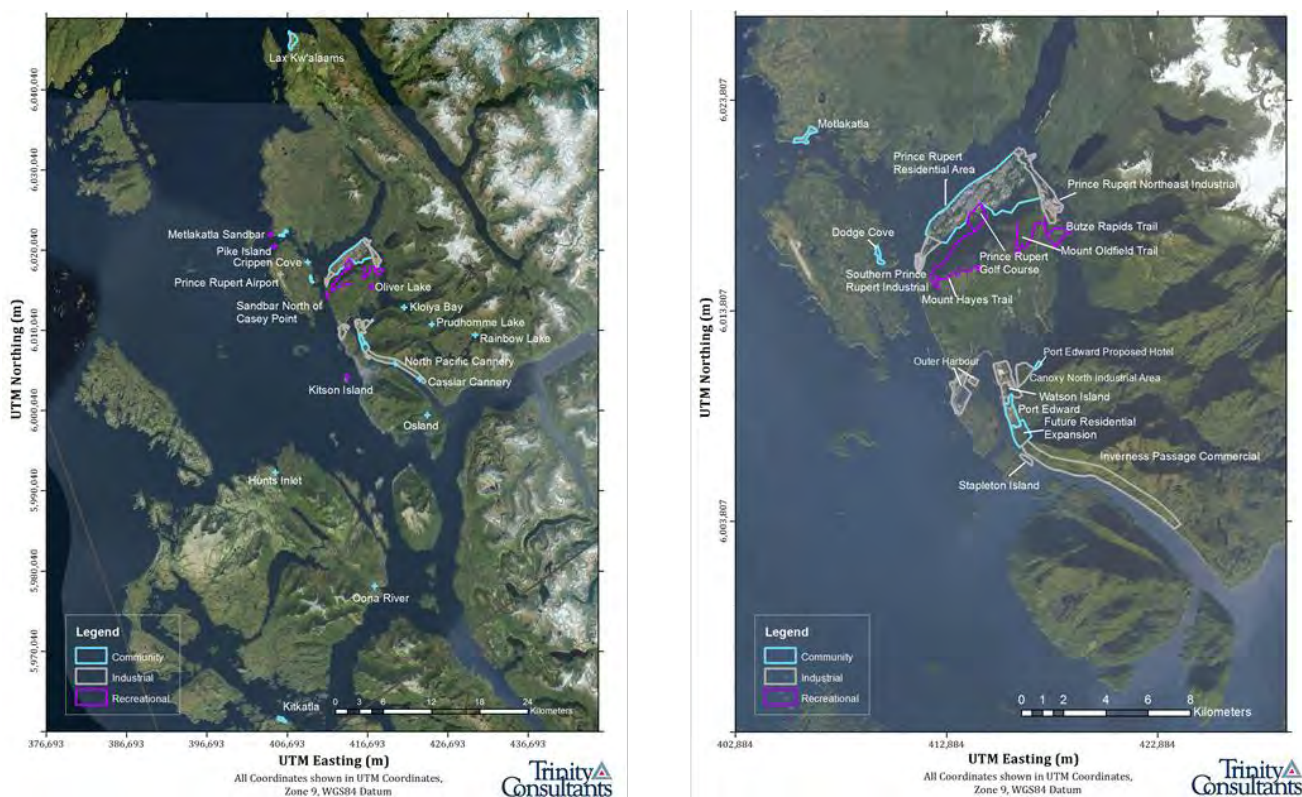 Lax Kw'alaams
Metlakatla Sandbar
Pike Island
Crippen Cove
Prince Rupert Airport
Sandbar North of
Casey Point
Oliver Lake
Kloiya Bay
Prudhomme Lake
Rainbow Lake
North Pacific Cannery
Cassiar Cannery
Kitson Island
Osland
Hunts Inlet
Oona River
Kitkatla
Legend
Community
Industrial
Recreational
0 3 6 12 18 24
Kilometers
UTM Northing (m)
6,040,040
6,030,040
6,020,040
6,010,040
6,000,040
5,990,040
5,980,040
5,970,040
376,693 386,693 396,693 406,693 416,693 426,693 436,693
UTM Easting (m)
All Coordinates shown in UTM Coordinates,
Zone 9, WGS84 Datum
Trinity
Consultants
Metlakatla
Prince Rupert
Residential Area
Prince Rupert Northeast Industrial
Butze Rapids Trail
Dodge Cove
Mount Oldfield Trail
Prince Rupert
Golf Course
Southern Prince
Rupert Industrial
Mount Hayes Trail
Outer Harbour
Port Edward Proposed Hotel
Canoxy North Industrial Area
Watson Island
Port Edward
Future Residential
Expansion
Inverness Passage Commercial
Stapleton Island
Legend
Community
Industrial
Recreational
0 1 2 4 6 8
Kilometers
UTM Northing (m)
6,023,807
6,013,807
6,003,807
402,884 412,884 422,884
UTM Easting (m)
All Coordinates shown in UTM Coordinates,
Zone 9, WGS84 Datum
Trinity
Consultants